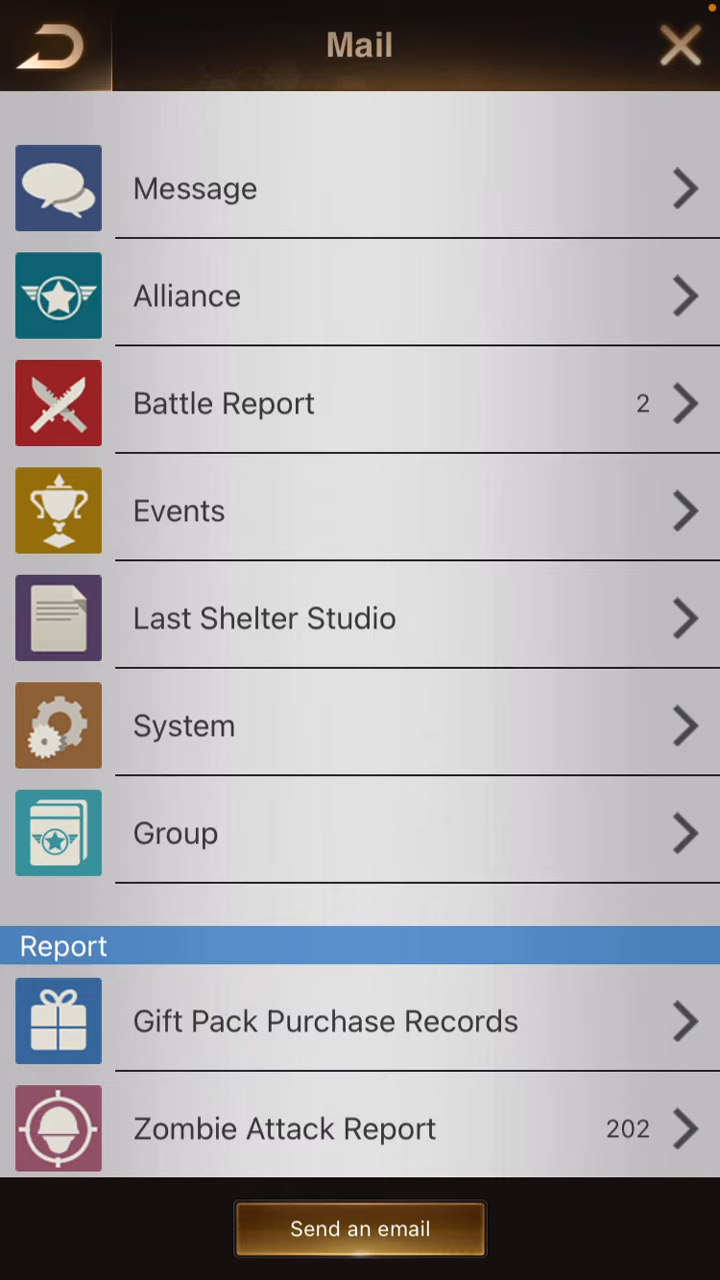 Mail
Message
Alliance
Battle Report 2
Events
Last Shelter Studio
System
Group
Report
Gift Pack Purchase Records
Zombie Attack Report 202
Send an email